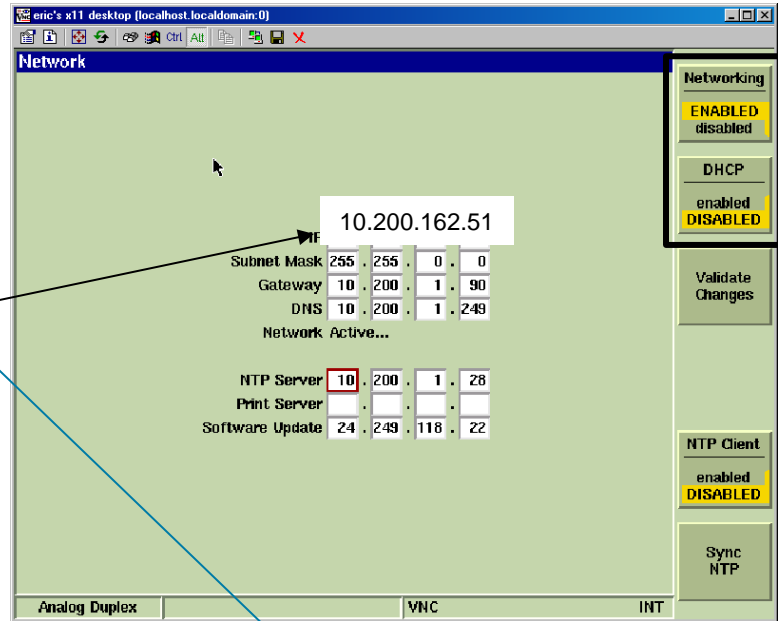 eric's x11 desktop (localhost.localdomain:0)
Ctrl Alt
Network
10.200.162.51
Subnet Mask 255 . 255 . 0 . 0
Gateway 10 . 200 . 1 . 90
DNS 10 . 200 . 1 . 249
Network Active...
NTP Server 10 . 200 . 1 . 28
Print Server . . .
Software Update 24 . 249 . 118 . 22
Networking
ENABLED
disabled
DHCP
enabled
DISABLED
Validate
Changes
NTP Client
enabled
DISABLED
Sync
NTP
Analog Duplex VNC INT